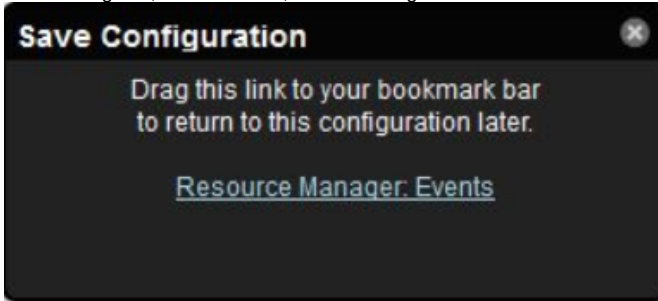 Save Configuration
Drag this link to your bookmark bar
to return to this configuration later.
Resource Manager: Events